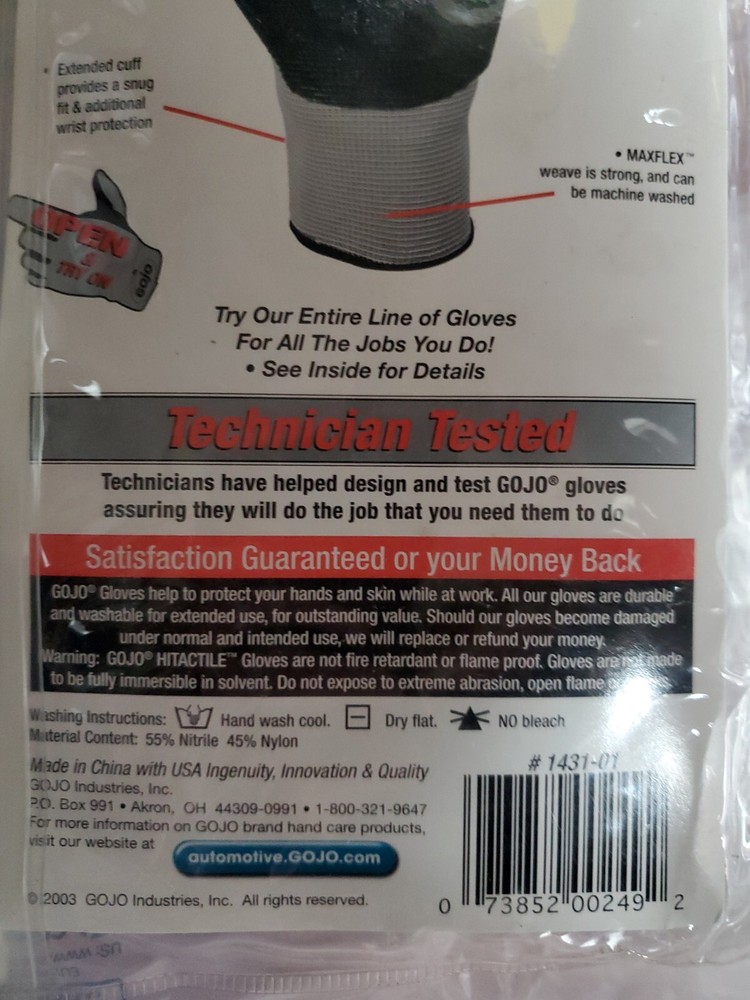 • Extended cuff
provides a snug
fit & additional
wrist protection
• MAXFLEX™
weave is strong, and can
be machine washed
OPEN
&
TRY ON
GOJO
Try Our Entire Line of Gloves
For All The Jobs You Do!
• See Inside for Details
Technician Tested
Technicians have helped design and test GOJO® gloves
assuring they will do the job that you need them to do
Satisfaction Guaranteed or your Money Back
GOJO® Gloves help to protect your hands and skin while at work. All our gloves are durable
and washable for extended use, for outstanding value. Should our gloves become damaged
under normal and intended use, we will replace or refund your money.
Warning: GOJO® HITACTILE™ Gloves are not fire retardant or flame proof. Gloves are not made
to be fully immersible in solvent. Do not expose to extreme abrasion, open flame
Washing Instructions: Hand wash cool. Dry flat. NO bleach
Material Content: 55% Nitrile 45% Nylon
Made in China with USA Ingenuity, Innovation & Quality
GOJO Industries, Inc.
P.O. Box 991 • Akron, OH 44309-0991 • 1-800-321-9647
For more information on GOJO brand hand care products,
visit our website at
automotive.GOJO.com
© 2003 GOJO Industries, Inc. All rights reserved.
# 1431-01
0 73852 00249 2